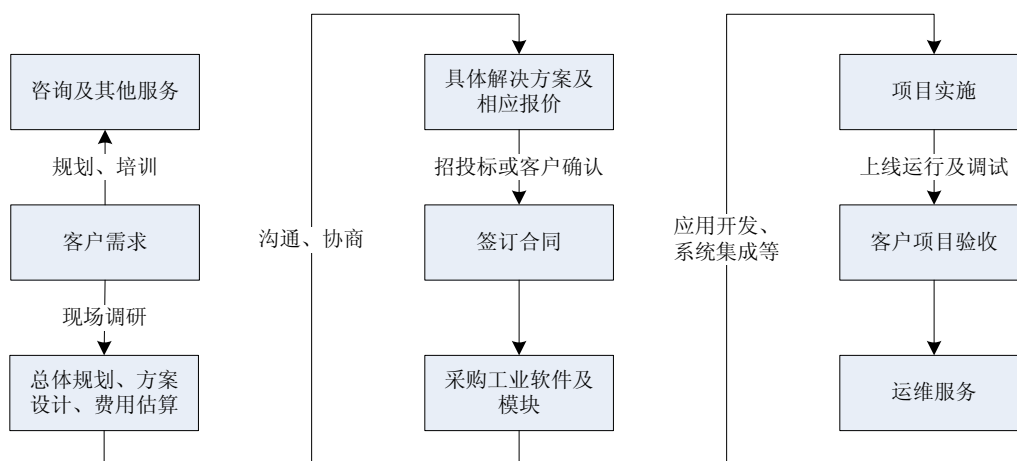 咨询及其他服务
规划、培训
客户需求
现场调研
总体规划、方案
设计、费用估算
沟通、协商
具体解决方案及
相应报价
招投标或客户确认
签订合同
采购工业软件及
模块
应用开发、
系统集成等
项目实施
上线运行及调试
客户项目验收
运维服务